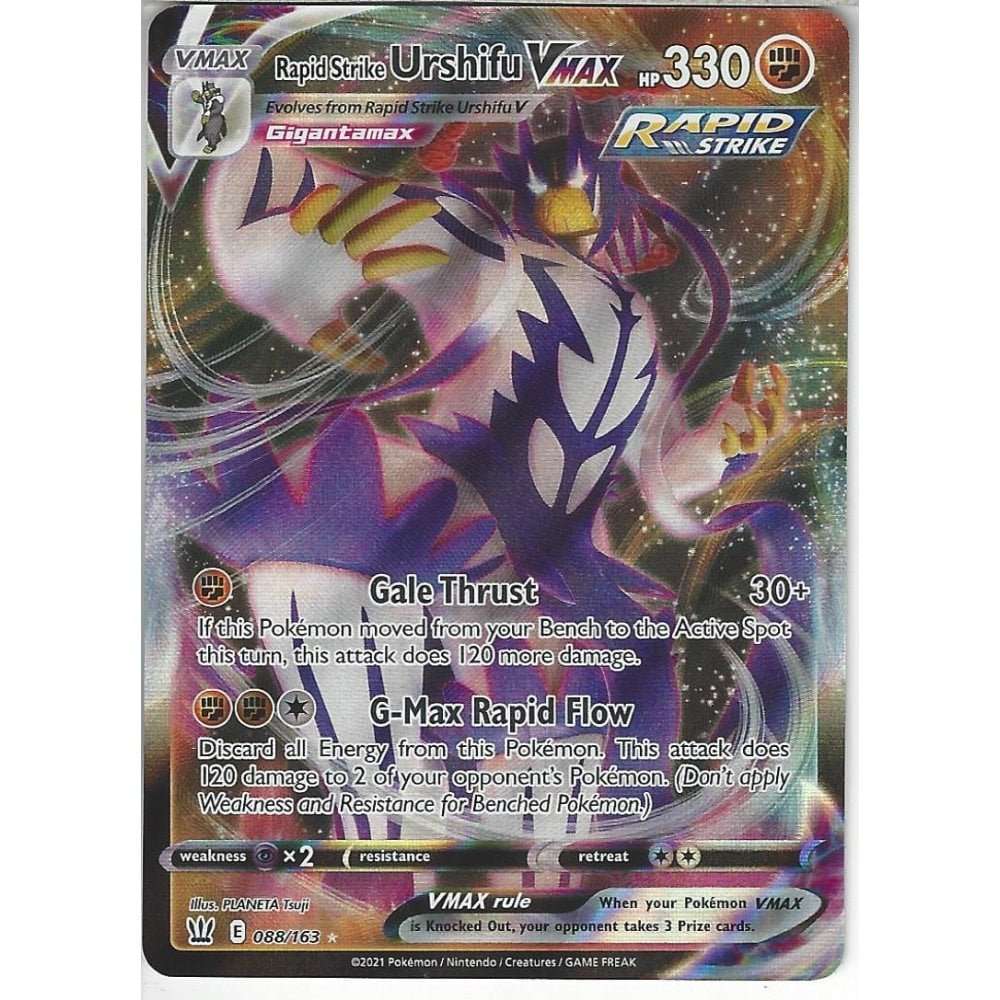 VMAX
Rapid Strike Urshifu VMAX HP 330
Evolves from Rapid Strike Urshifu V
Gigantamax
RAPID STRIKE
Gale Thrust 30+
If this Pokémon moved from your Bench to the Active Spot
this turn, this attack does 120 more damage.
G-Max Rapid Flow
Discard all Energy from this Pokémon. This attack does
120 damage to 2 of your opponent's Pokémon. (Don't apply
Weakness and Resistance for Benched Pokémon.)
weakness ×2 resistance retreat
Illus. PLANETA Tsuji
VMAX rule When your Pokémon VMAX
is Knocked Out, your opponent takes 3 Prize cards.
E 088/163
©2021 Pokémon / Nintendo / Creatures / GAME FREAK